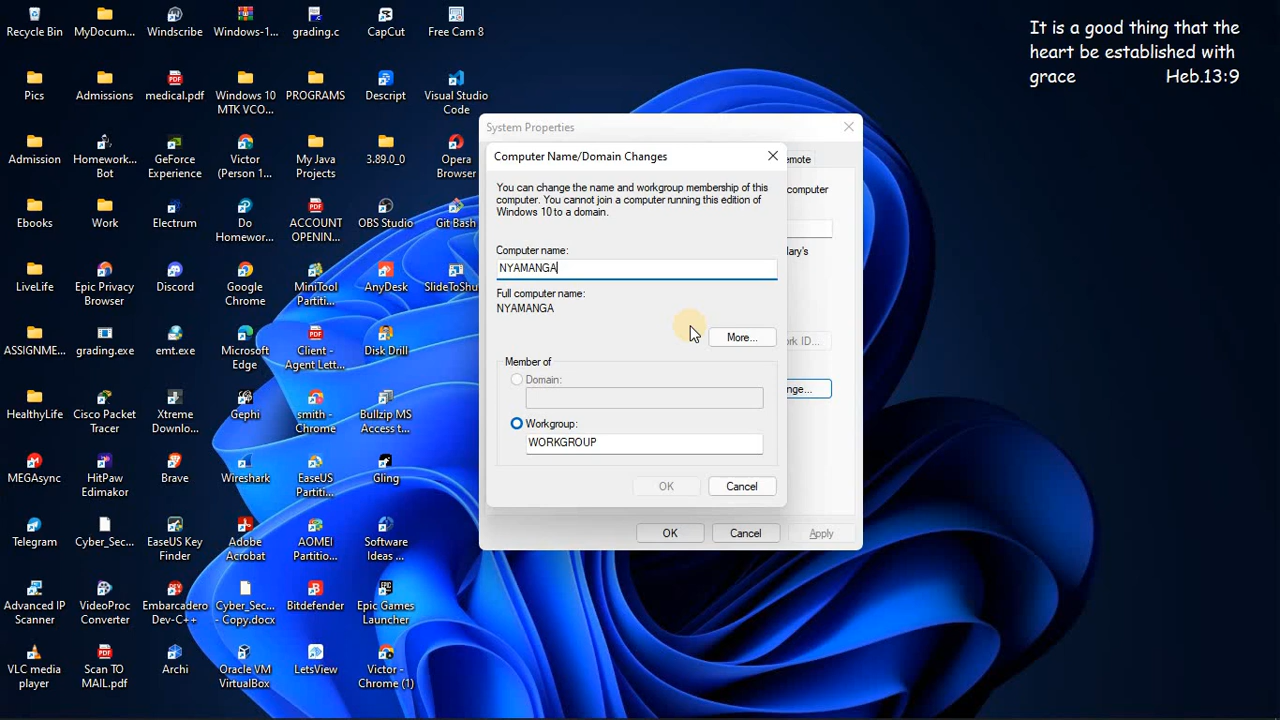 Recycle Bin
MyDocum...
Windscribe
Windows-1...
grading.c
CapCut
Free Cam 8
Pics
Admissions
medical.pdf
Windows 10
MTK VCO...
PROGRAMS
Descript
Visual Studio
Code
Admission
Homework...
Bot
GeForce
Experience
Victor
(Person 1...
My Java
Projects
3.89.0_0
Opera
Browser
Ebooks
Work
Electrum
Do
Homewor...
ACCOUNT
OPENIN...
OBS Studio
Git Bash
LiveLife
Epic Privacy
Browser
Discord
Google
Chrome
MiniTool
Partiti...
AnyDesk
SlideToShu
ASSIGNME...
grading.exe
emt.exe
Microsoft
Edge
Client -
Agent Lett...
Disk Drill
HealthyLife
Cisco Packet
Tracer
Xtreme
Downlo...
Gephi
smith -
Chrome
Bullzip MS
Access t...
MEGAsync
HitPaw
Edimakor
Brave
Wireshark
EaseUS
Partiti...
Gling
Telegram
Cyber_Sec...
EaseUS Key
Finder
Adobe
Acrobat
AOMEI
Partitio...
Software
Ideas ...
Advanced IP
Scanner
VideoProc
Converter
Embarcadero
Dev-C++
Cyber_Sec...
- Copy.docx
Bitdefender
Epic Games
Launcher
VLC media
player
Scan TO
MAIL.pdf
Archi
Oracle VM
VirtualBox
LetsView
Victor -
Chrome (1)
It is a good thing that the
heart be established with
grace Heb.13:9
System Properties
Computer Name/Domain Changes
emote
You can change the name and workgroup membership of this
computer. You cannot join a computer running this edition of
Windows 10 to a domain.
computer
Computer name:
ary's
NYAMANGA
Full computer name:
NYAMANGA
More...
rk ID...
Member of
Domain:
nge...
Workgroup:
WORKGROUP
OK
Cancel
OK
Cancel
Apply